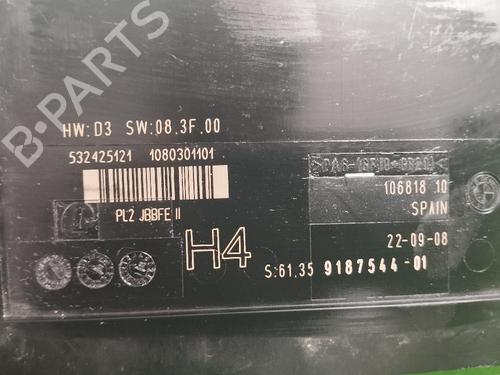 HW:D3 SW:08.3F.00
532425121 1080301101
PL2 JBBFE II
H4
106818 10
SPAIN
22-09-08
S:61.35 9187544-01
B-PARTS